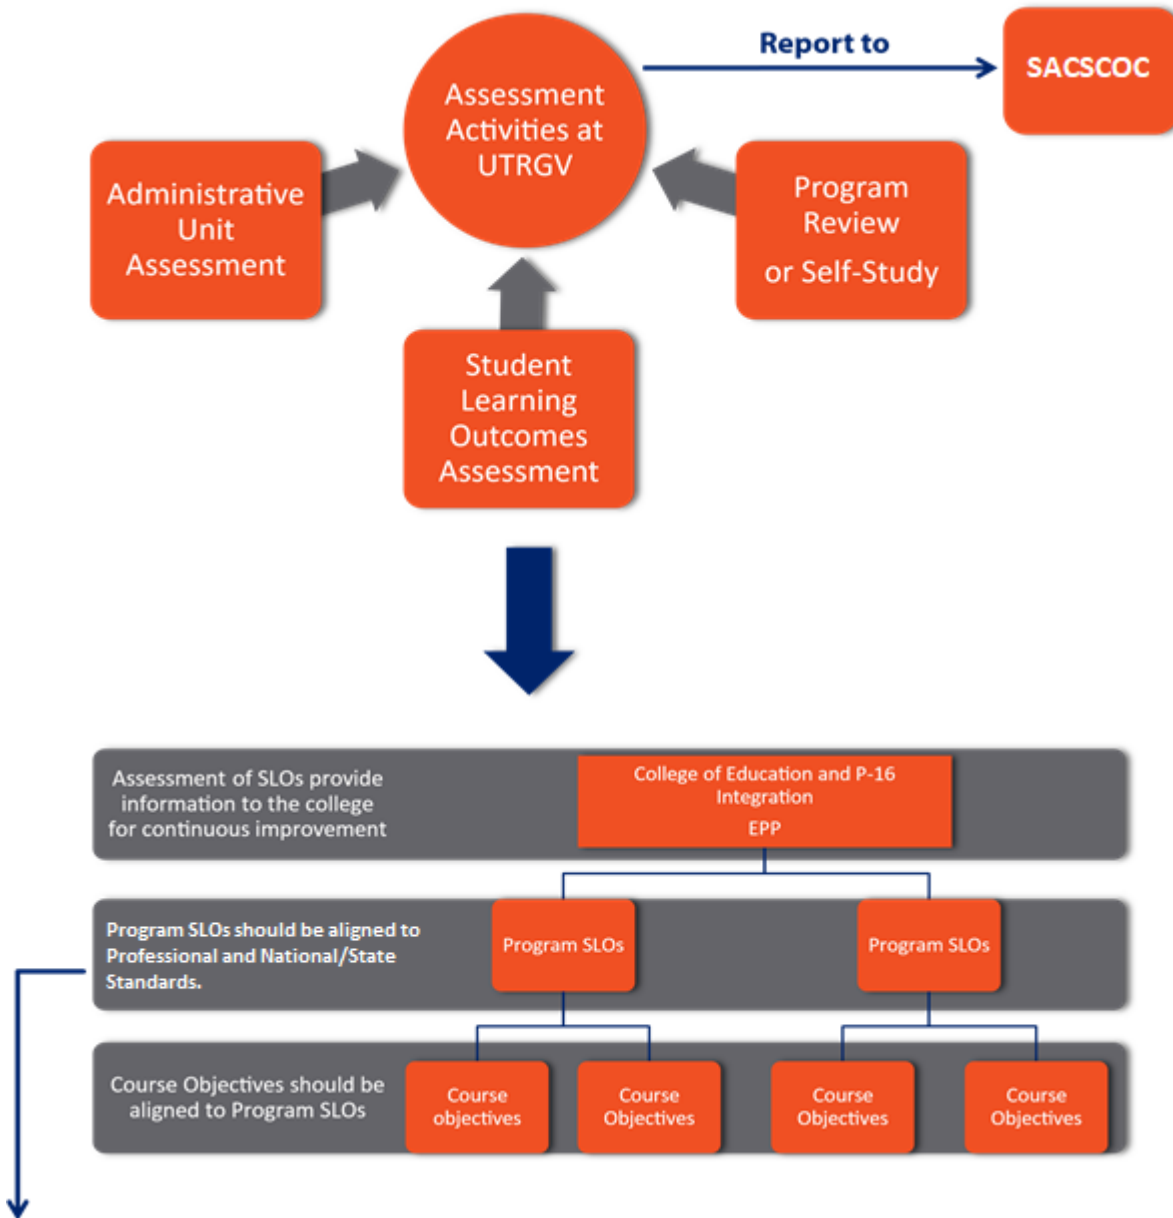 Report to
SACSCOC
Assessment
Activities at
UTRGV
Administrative
Unit
Assessment
Program
Review
or Self-Study
Student
Learning
Outcomes
Assessment
Assessment of SLOs provide
information to the college
for continuous improvement
College of Education and P-16
Integration
EPP
Program SLOs should be aligned to
Professional and National/State
Standards.
Program SLOs
Program SLOs
Course Objectives should be
aligned to Program SLOs
Course
objectives
Course
Objectives
Course
Objectives
Course
Objectives